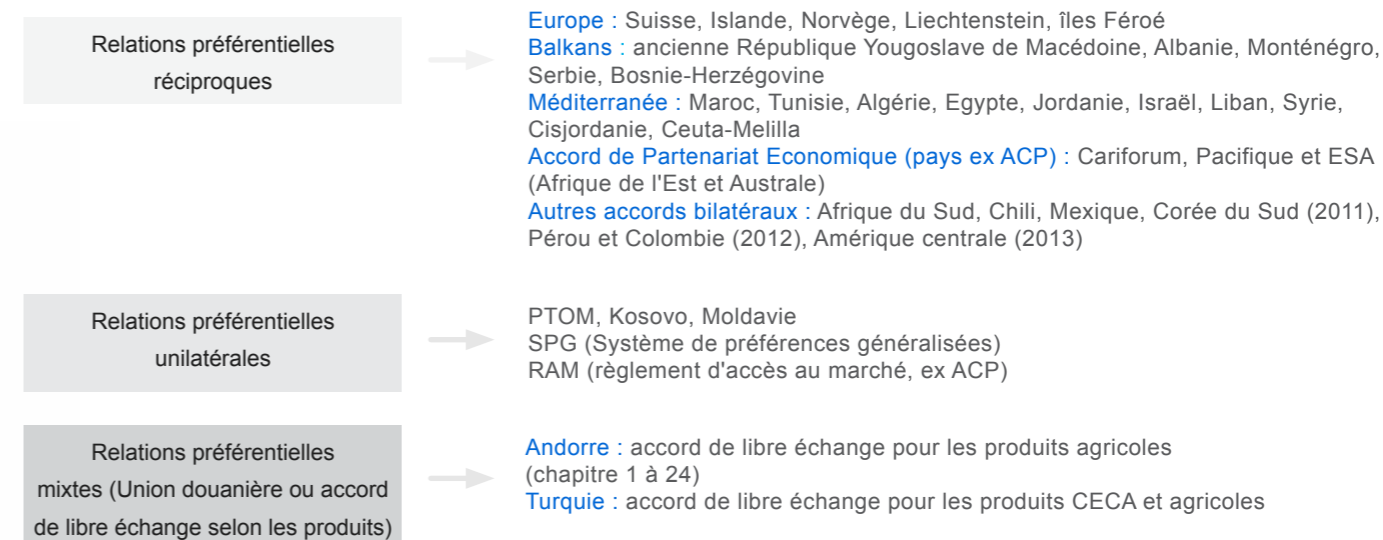 Relations préférentielles
réciproques
Europe : Suisse, Islande, Norvège, Liechtenstein, îles Féroé
Balkans : ancienne République Yougoslave de Macédoine, Albanie, Monténégro,
Serbie, Bosnie-Herzégovine
Méditerranée : Maroc, Tunisie, Algérie, Egypte, Jordanie, Israël, Liban, Syrie,
Cisjordanie, Ceuta-Melilla
Accord de Partenariat Economique (pays ex ACP) : Cariforum, Pacifique et ESA
(Afrique de l'Est et Australe)
Autres accords bilatéraux : Afrique du Sud, Chili, Mexique, Corée du Sud (2011),
Pérou et Colombie (2012), Amérique centrale (2013)
Relations préférentielles
unilatérales
PTOM, Kosovo, Moldavie
SPG (Système de préférences généralisées)
RAM (règlement d'accès au marché, ex ACP)
Relations préférentielles
mixtes (Union douanière ou accord
de libre échange selon les produits)
Andorre : accord de libre échange pour les produits agricoles
(chapitre 1 à 24)
Turquie : accord de libre échange pour les produits CECA et agricoles